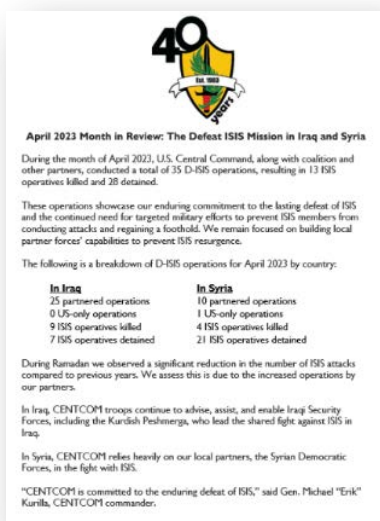 40
Est. 1983
years
April 2023 Month in Review: The Defeat ISIS Mission in Iraq and Syria
During the month of April 2023, U.S. Central Command, along with coalition and
other partners, conducted a total of 35 D-ISIS operations, resulting in 13 ISIS
operatives killed and 28 detained.
These operations showcase our enduring commitment to the lasting defeat of ISIS
and the continued need for targeted military efforts to prevent ISIS members from
conducting attacks and regaining a foothold. We remain focused on building local
partner forces' capabilities to prevent ISIS resurgence.
The following is a breakdown of D-ISIS operations for April 2023 by country:
In Iraq In Syria
25 partnered operations 10 partnered operations
0 US-only operations 1 US-only operations
9 ISIS operatives killed 4 ISIS operatives killed
7 ISIS operatives detained 21 ISIS operatives detained
During Ramadan we observed a significant reduction in the number of ISIS attacks
compared to previous years. We assess this is due to the increased operations by
our partners.
In Iraq, CENTCOM troops continue to advise, assist, and enable Iraqi Security
Forces, including the Kurdish Peshmerga, who lead the shared fight against ISIS in
Iraq.
In Syria, CENTCOM relies heavily on our local partners, the Syrian Democratic
Forces, in the fight with ISIS.
"CENTCOM is committed to the enduring defeat of ISIS," said Gen. Michael "Erik"
Kurilla, CENTCOM commander.